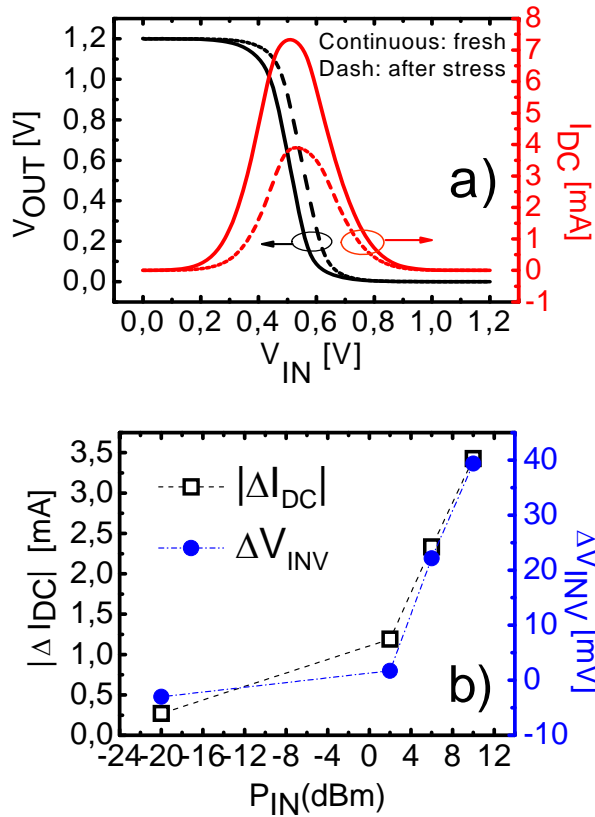 Continuous: fresh
Dash: after stress
1,2
1,0
0,8
0,6
0,4
0,2
0,0
V_OUT [V]
8
7
6
5
4
3
2
1
0
-1
I_DC [mA]
a)
0,0 0,2 0,4 0,6 0,8 1,0 1,2
V_IN [V]
3,5
3,0
2,5
2,0
1,5
1,0
0,5
0,0
|Δ I_DC| [mA]
|ΔI_DC|
ΔV_INV
40
30
20
10
0
-10
ΔV_INV [mV]
b)
-24 -20 -16 -12 -8 -4 0 4 8 12
P_IN(dBm)